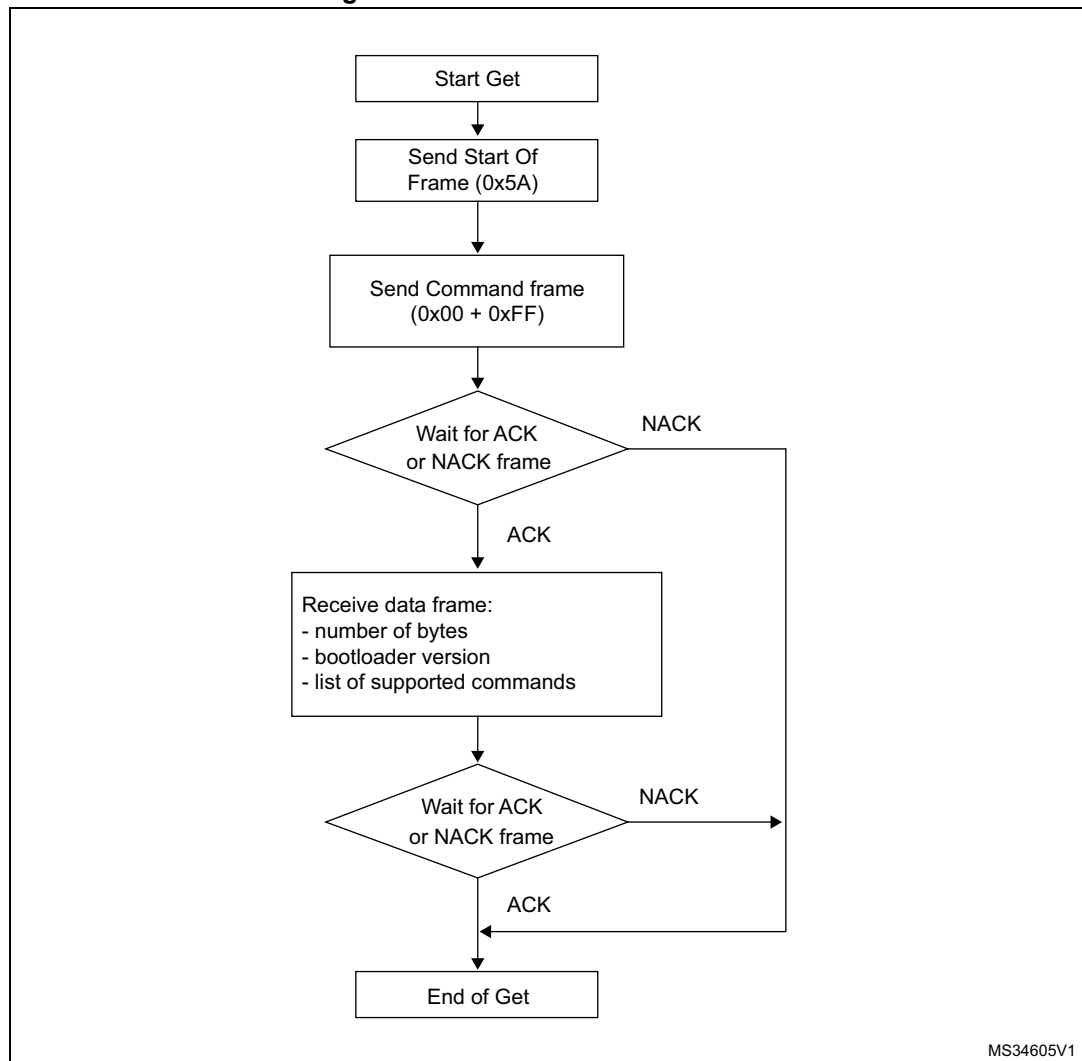 Start Get
Send Start Of
Frame (0x5A)
Send Command frame
(0x00 + 0xFF)
Wait for ACK
or NACK frame
NACK
ACK
Receive data frame:
- number of bytes
- bootloader version
- list of supported commands
Wait for ACK
or NACK frame
NACK
ACK
End of Get
MS34605V1